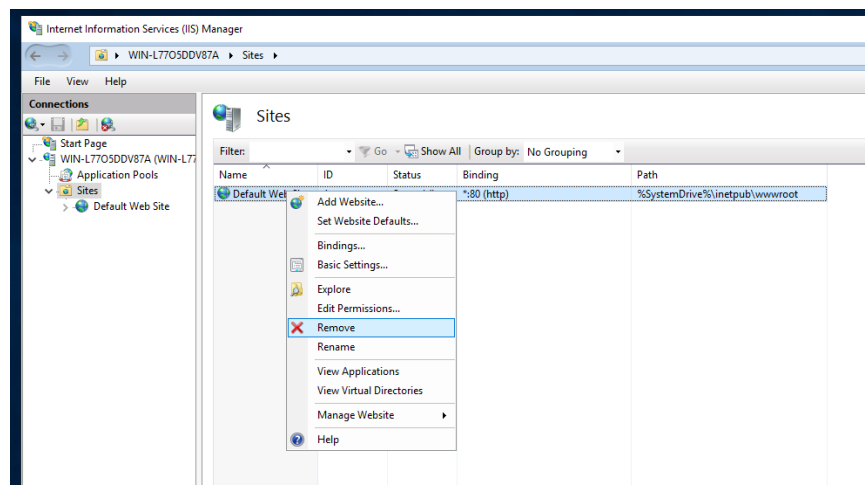 Internet Information Services (IIS) Manager
WIN-L77O5DDV87A Sites
File View Help
Connections
Start Page
WIN-L77O5DDV87A (WIN-L77
Application Pools
Sites
Default Web Site
Sites
Filter: Go Show All Group by: No Grouping
Name ID Status Binding Path
Default Web *:80 (http) %SystemDrive%\inetpub\wwwroot
Add Website...
Set Website Defaults...
Bindings...
Basic Settings...
Explore
Edit Permissions...
Remove
Rename
View Applications
View Virtual Directories
Manage Website
Help